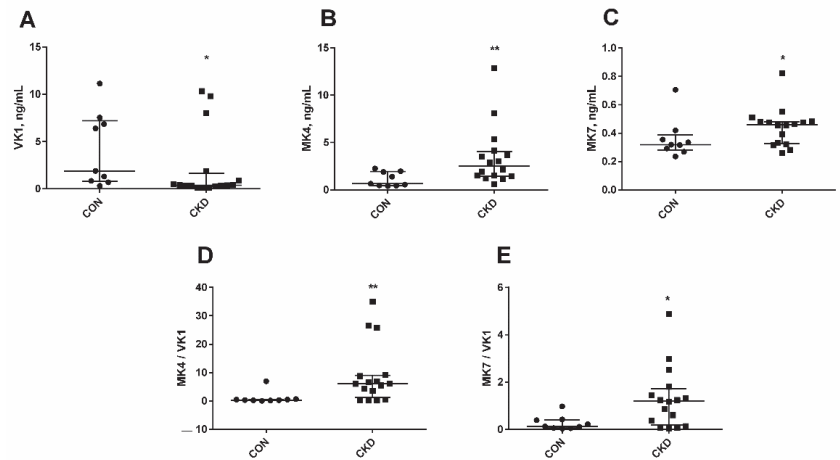 A
VK1, ng/mL
15
10
5
0
*
CON
CKD
B
MK4, ng/mL
15
10
5
0
**
CON
CKD
C
MK7, ng/mL
1.0
0.8
0.6
0.4
0.2
0.0
*
CON
CKD
D
MK4 / VK1
40
30
20
10
0
10
**
CON
CKD
E
MK7 / VK1
6
4
2
0
*
CON
CKD